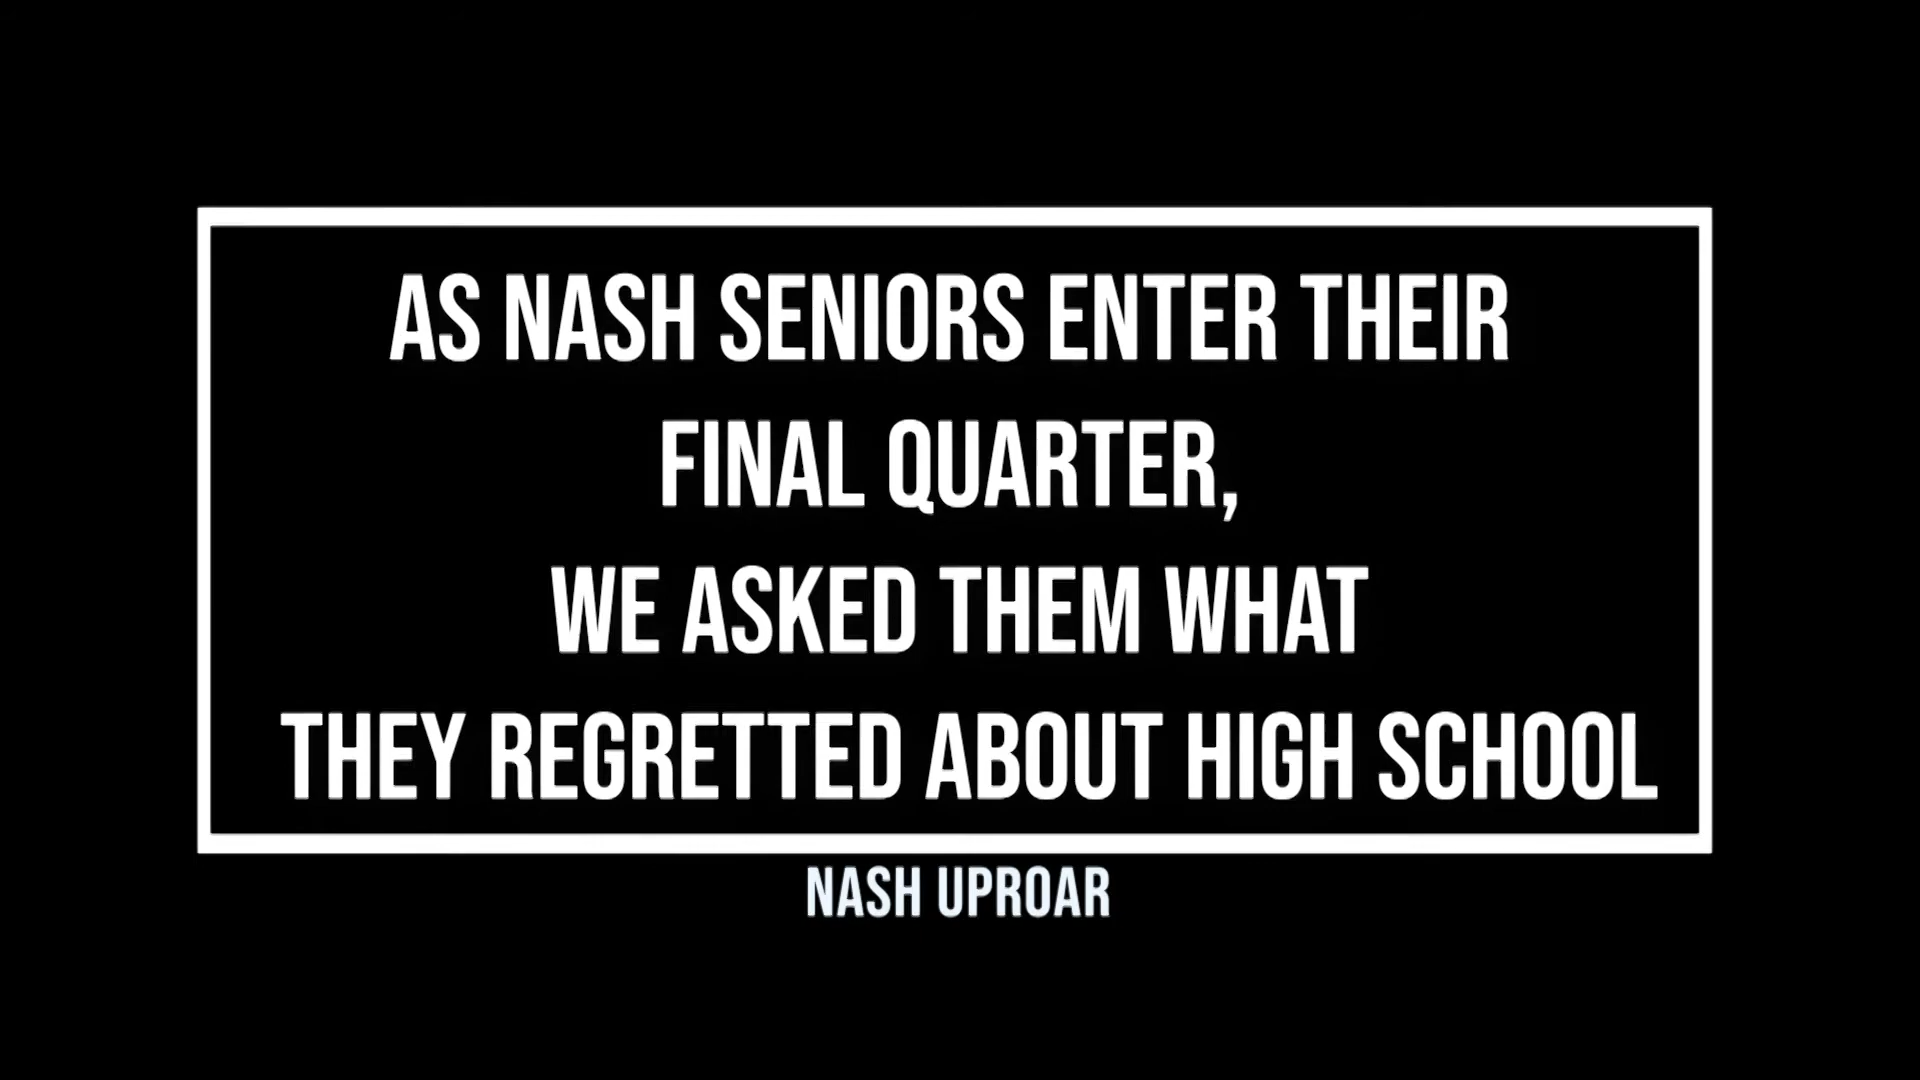 AS NASH SENIORS ENTER THEIR
FINAL QUARTER,
WE ASKED THEM WHAT
THEY REGRETTED ABOUT HIGH SCHOOL
NASH UPROAR